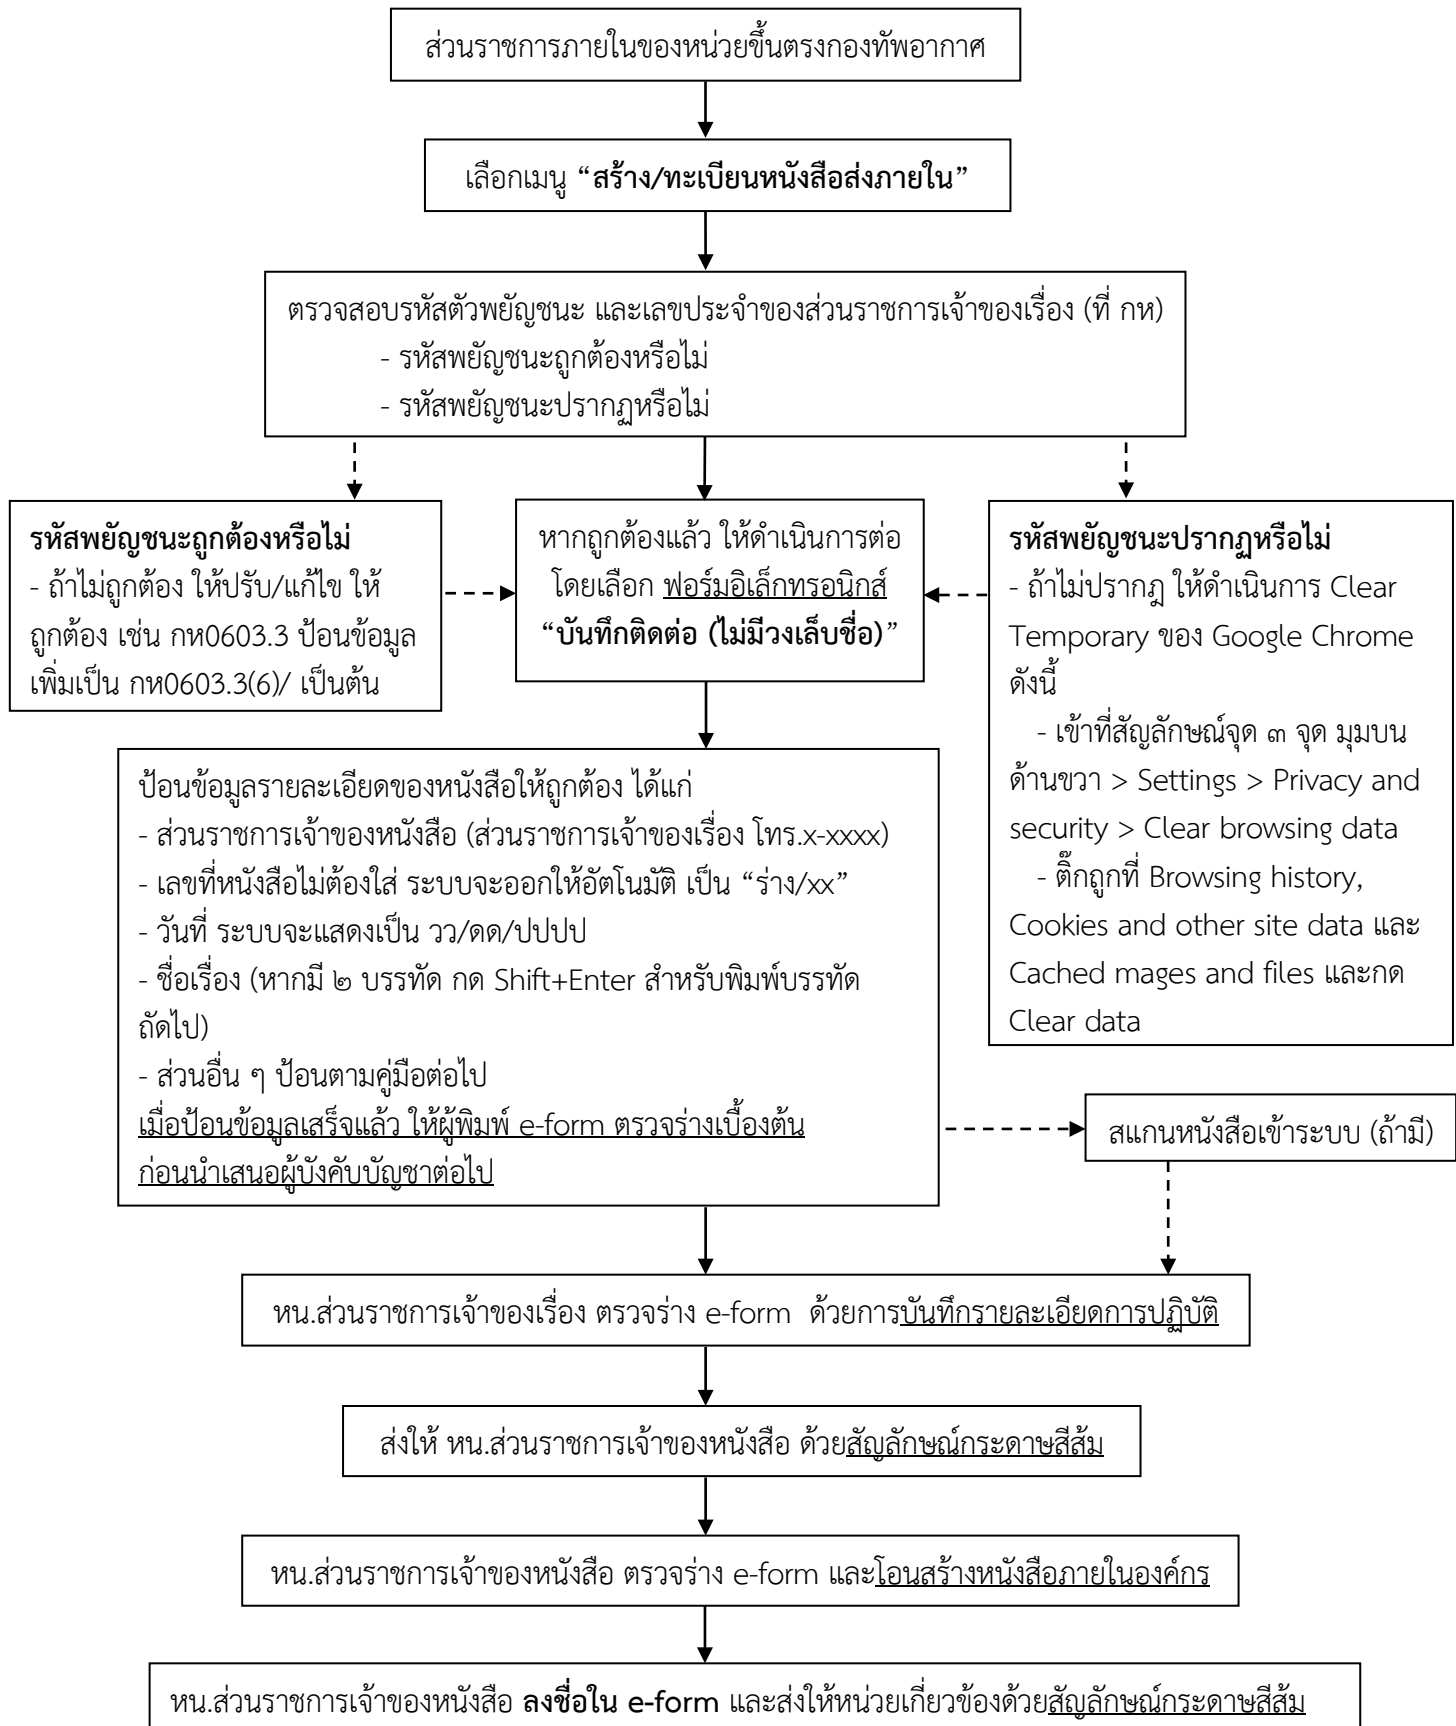 ส่วนราชการภายในของหน่วยขึ้นตรงกองทัพอากาศ
เลือกเมนู “สร้าง/ทะเบียนหนังสือส่งภายใน”
ตรวจสอบรหัสตัวพยัญชนะ และเลขประจำของส่วนราชการเจ้าของเรื่อง (ที่ กห)
- รหัสพยัญชนะถูกต้องหรือไม่
- รหัสพยัญชนะปรากฏหรือไม่
รหัสพยัญชนะถูกต้องหรือไม่
- ถ้าไม่ถูกต้อง ให้ปรับ/แก้ไข ให้
ถูกต้อง เช่น กห0603.3 ป้อนข้อมูล
เพิ่มเป็น กห0603.3(6)/ เป็นต้น
หากถูกต้องแล้ว ให้ดำเนินการต่อ
โดยเลือก ฟอร์มอิเล็กทรอนิกส์
“บันทึกติดต่อ (ไม่มีวงเล็บชื่อ)”
รหัสพยัญชนะปรากฏหรือไม่
- ถ้าไม่ปรากฎ ให้ดำเนินการ Clear
Temporary ของ Google Chrome
ดังนี้
- เข้าที่สัญลักษณ์จุด ๓ จุด มุมบน
ด้านขวา > Settings > Privacy and
security > Clear browsing data
- ติ๊กถูกที่ Browsing history,
Cookies and other site data และ
Cached mages and files และกด
Clear data
ป้อนข้อมูลรายละเอียดของหนังสือให้ถูกต้อง ได้แก่
- ส่วนราชการเจ้าของหนังสือ (ส่วนราชการเจ้าของเรื่อง โทร.x-xxxx)
- เลขที่หนังสือไม่ต้องใส่ ระบบจะออกให้อัตโนมัติ เป็น “ร่าง/xx”
- วันที่ ระบบจะแสดงเป็น วว/ดด/ปปปป
- ชื่อเรื่อง (หากมี ๒ บรรทัด กด Shift+Enter สำหรับพิมพ์บรรทัด
ถัดไป)
- ส่วนอื่น ๆ ป้อนตามคู่มือต่อไป
เมื่อป้อนข้อมูลเสร็จแล้ว ให้ผู้พิมพ์ e-form ตรวจร่างเบื้องต้น
ก่อนนำเสนอผู้บังคับบัญชาต่อไป
สแกนหนังสือเข้าระบบ (ถ้ามี)
หน.ส่วนราชการเจ้าของเรื่อง ตรวจร่าง e-form ด้วยการบันทึกรายละเอียดการปฏิบัติ
ส่งให้ หน.ส่วนราชการเจ้าของหนังสือ ด้วยสัญลักษณ์กระดาษสีส้ม
หน.ส่วนราชการเจ้าของหนังสือ ตรวจร่าง e-form และโอนสร้างหนังสือภายในองค์กร
หน.ส่วนราชการเจ้าของหนังสือ ลงชื่อใน e-form และส่งให้หน่วยเกี่ยวข้องด้วยสัญลักษณ์กระดาษสีส้ม